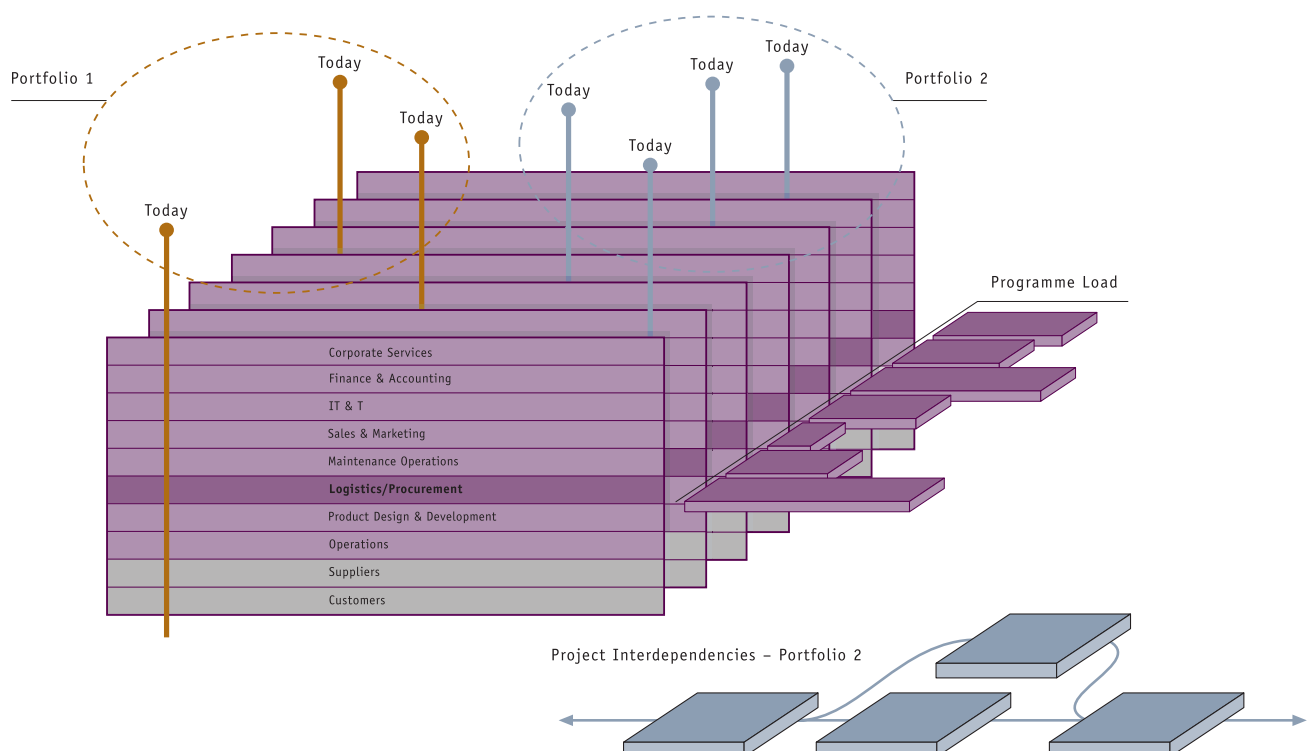 Today
Today
Today
Portfolio 1
Portfolio 2
Today
Today
Today
Today
Programme Load
Corporate Services
Finance & Accounting
IT & T
Sales & Marketing
Maintenance Operations
Logistics/Procurement
Product Design & Development
Operations
Suppliers
Customers
Project Interdependencies – Portfolio 2